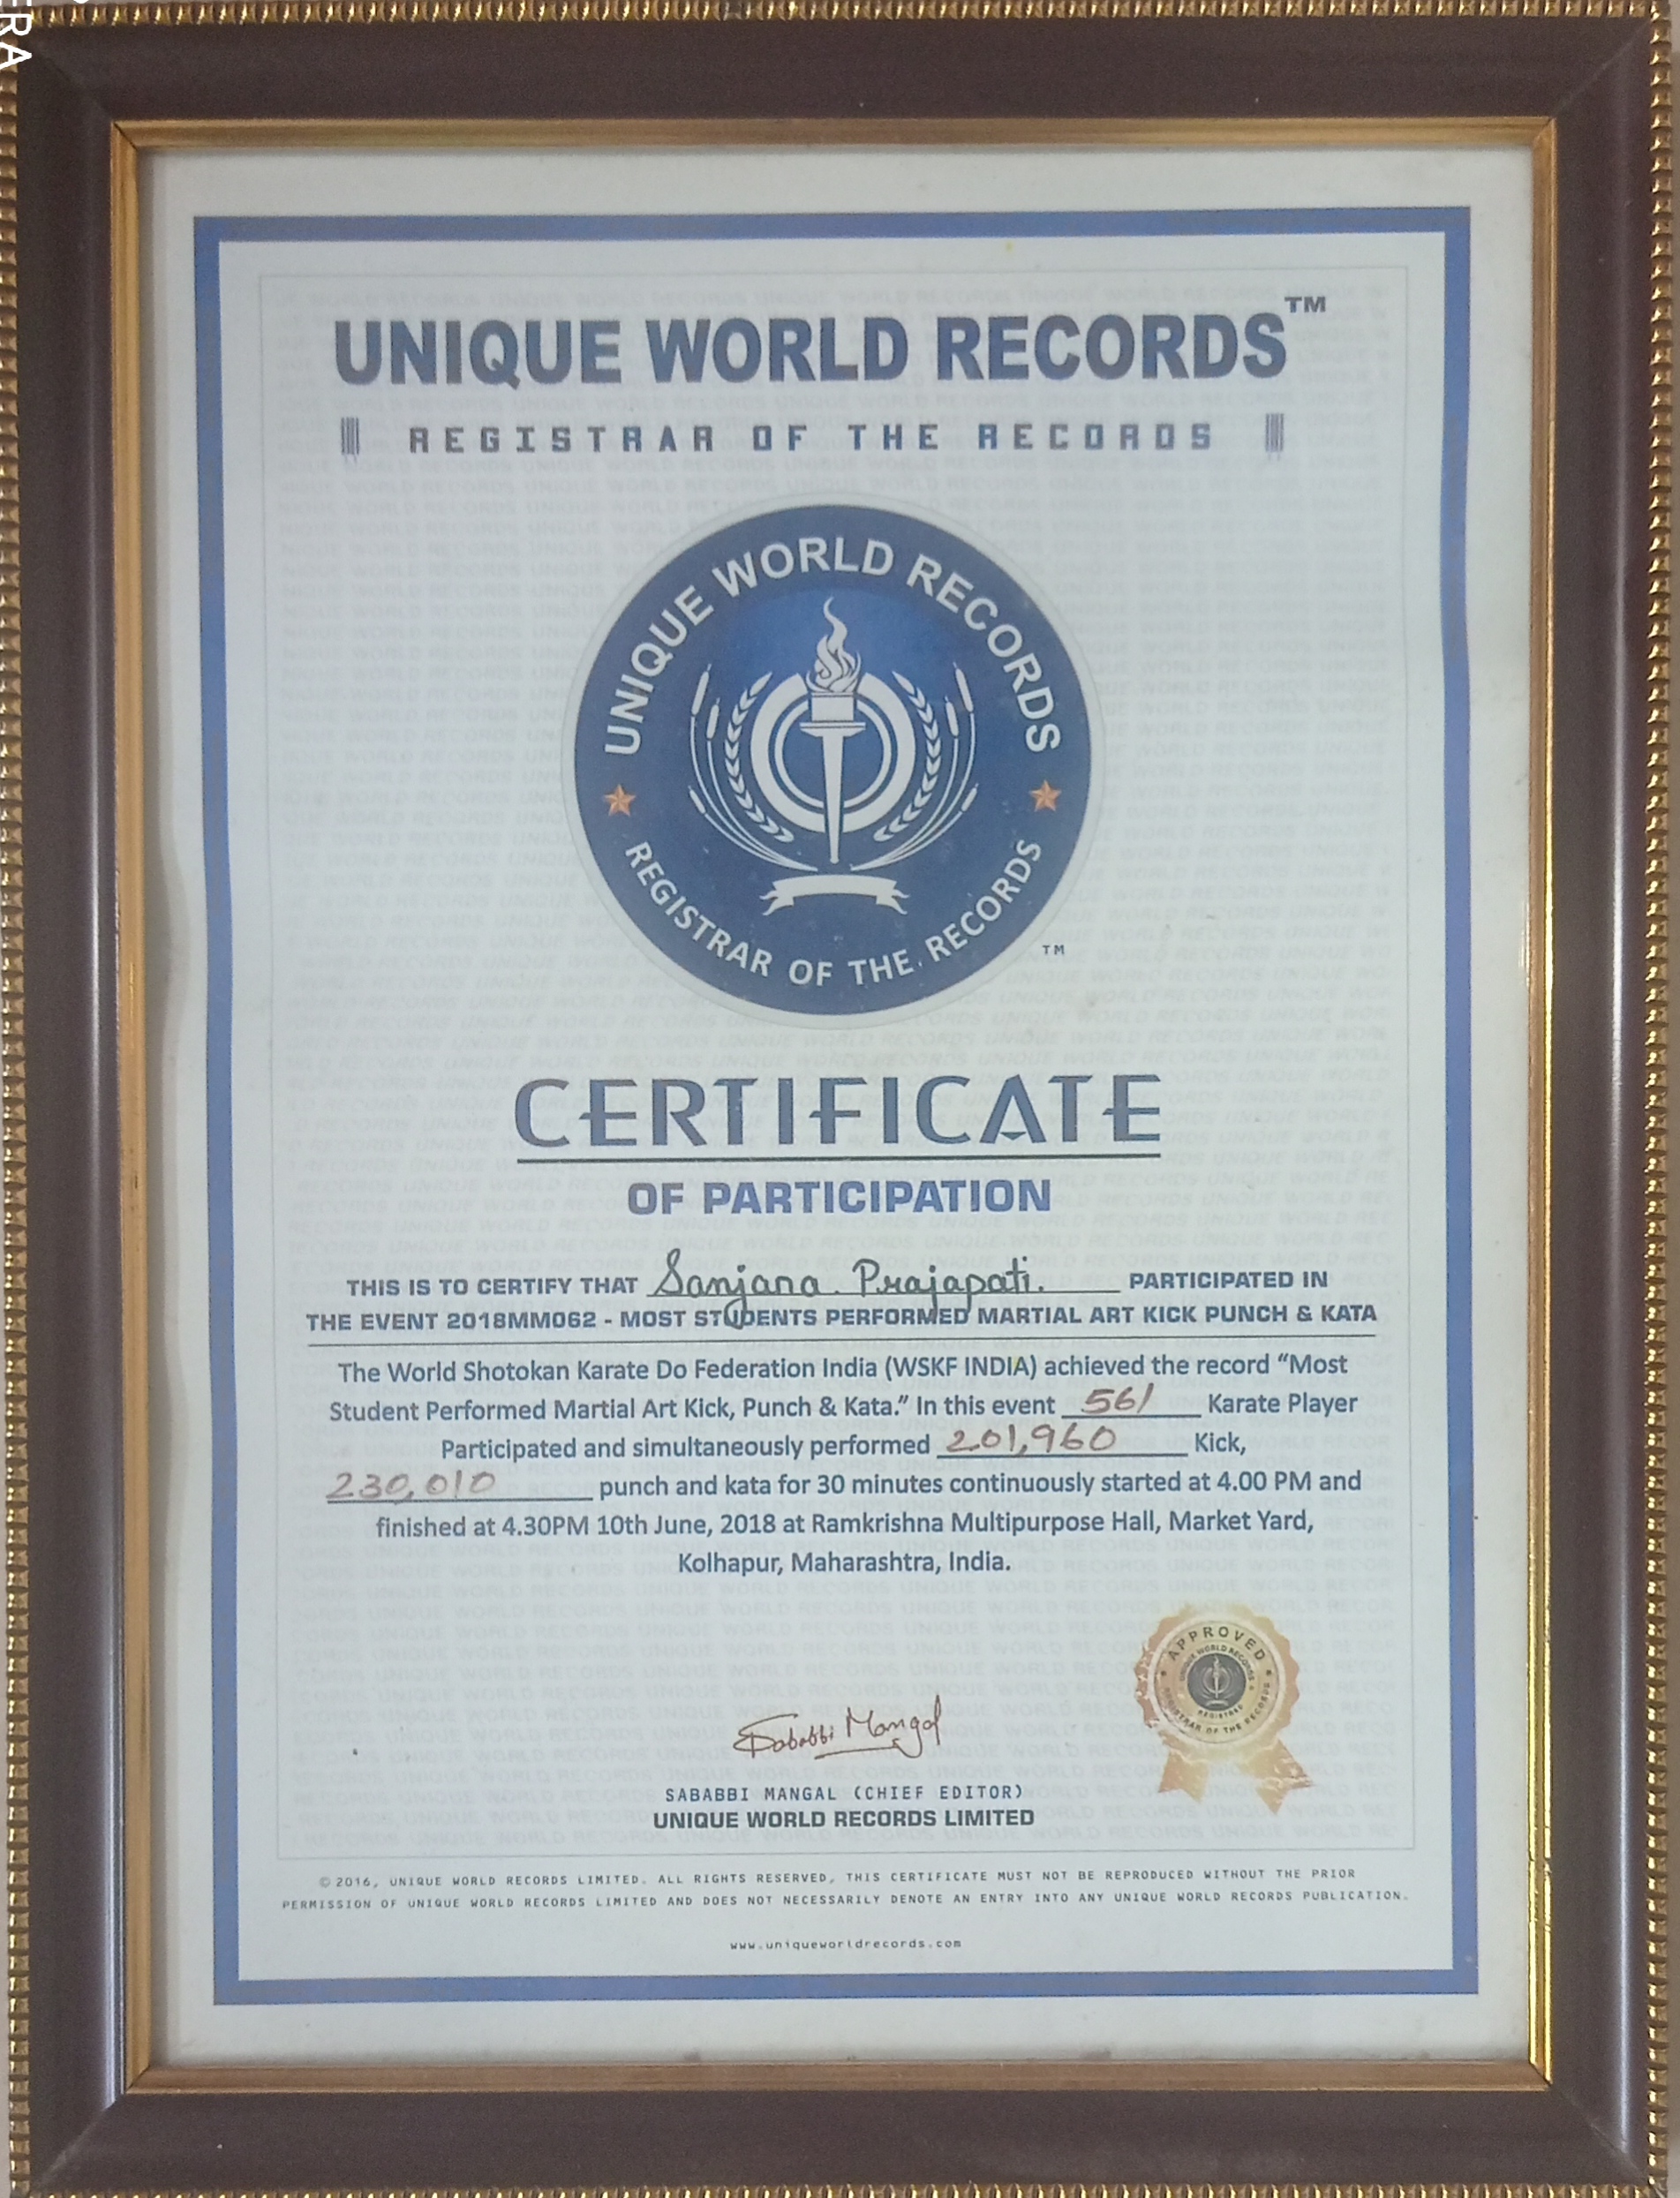 ERA
UNIQUE WORLD RECORDS™
REGISTRAR OF THE RECORDS
UNIQUE WORLD RECORDS
REGISTRAR OF THE RECORDS
TM
CERTIFICATE
OF PARTICIPATION
THIS IS TO CERTIFY THAT Sanjana Prajapati. PARTICIPATED IN
THE EVENT 2018MM062 - MOST STUDENTS PERFORMED MARTIAL ART KICK PUNCH & KATA
The World Shotokan Karate Do Federation India (WSKF INDIA) achieved the record “Most
Student Performed Martial Art Kick, Punch & Kata.” In this event 561 Karate Player
Participated and simultaneously performed 201,960 Kick,
230,010 punch and kata for 30 minutes continuously started at 4.00 PM and
finished at 4.30PM 10th June, 2018 at Ramkrishna Multipurpose Hall, Market Yard,
Kolhapur, Maharashtra, India.
APPROVED
UNIQUE WORLD RECORDS
REGISTRAR OF THE RECORDS
Sababbi Mangal
SABABBI MANGAL (CHIEF EDITOR)
UNIQUE WORLD RECORDS LIMITED
© 2016, UNIQUE WORLD RECORDS LIMITED. ALL RIGHTS RESERVED, THIS CERTIFICATE MUST NOT BE REPRODUCED WITHOUT THE PRIOR
PERMISSION OF UNIQUE WORLD RECORDS LIMITED AND DOES NOT NECESSARILY DENOTE AN ENTRY INTO ANY UNIQUE WORLD RECORDS PUBLICATION.
www.uniqueworldrecords.com